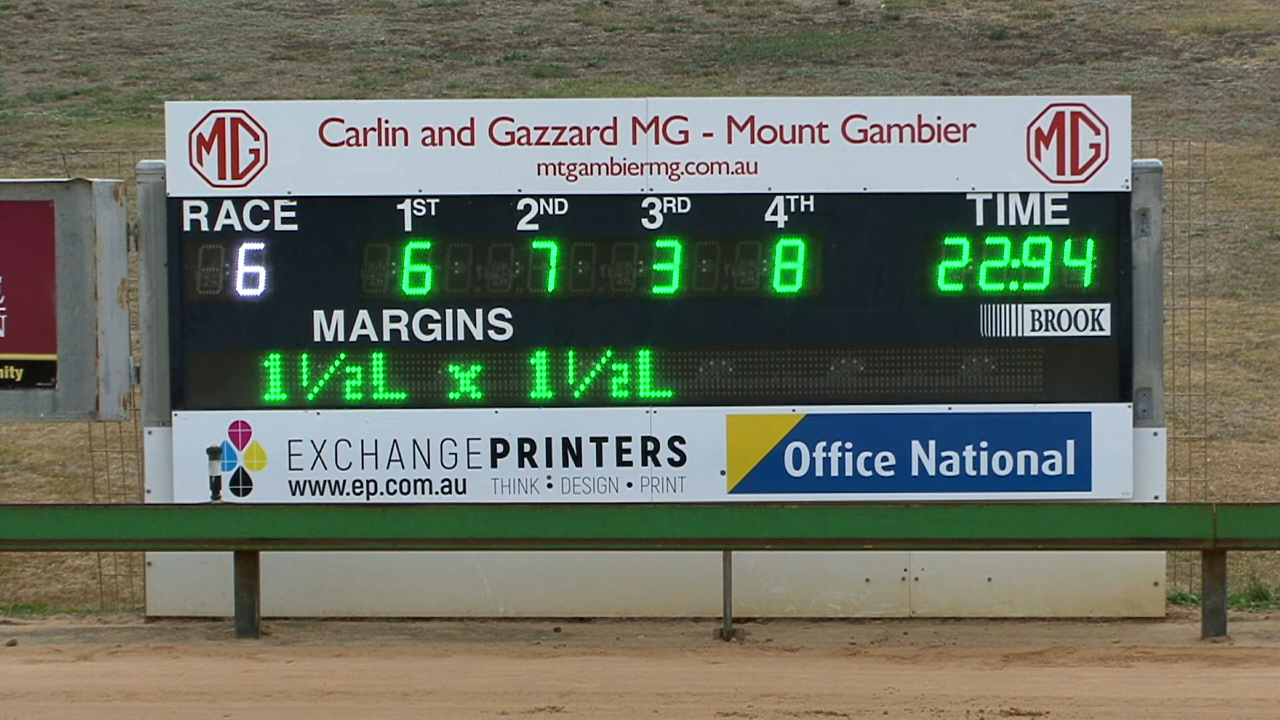 MG Carlin and Gazzard MG - Mount Gambier MG
mtgambiermg.com.au
RACE 1ST 2ND 3RD 4TH TIME
6 6 7 3 8 22:94
MARGINS
BROOK
1½L x 1½L
EXCHANGEPRINTERS
www.ep.com.au THINK : DESIGN • PRINT
Office National